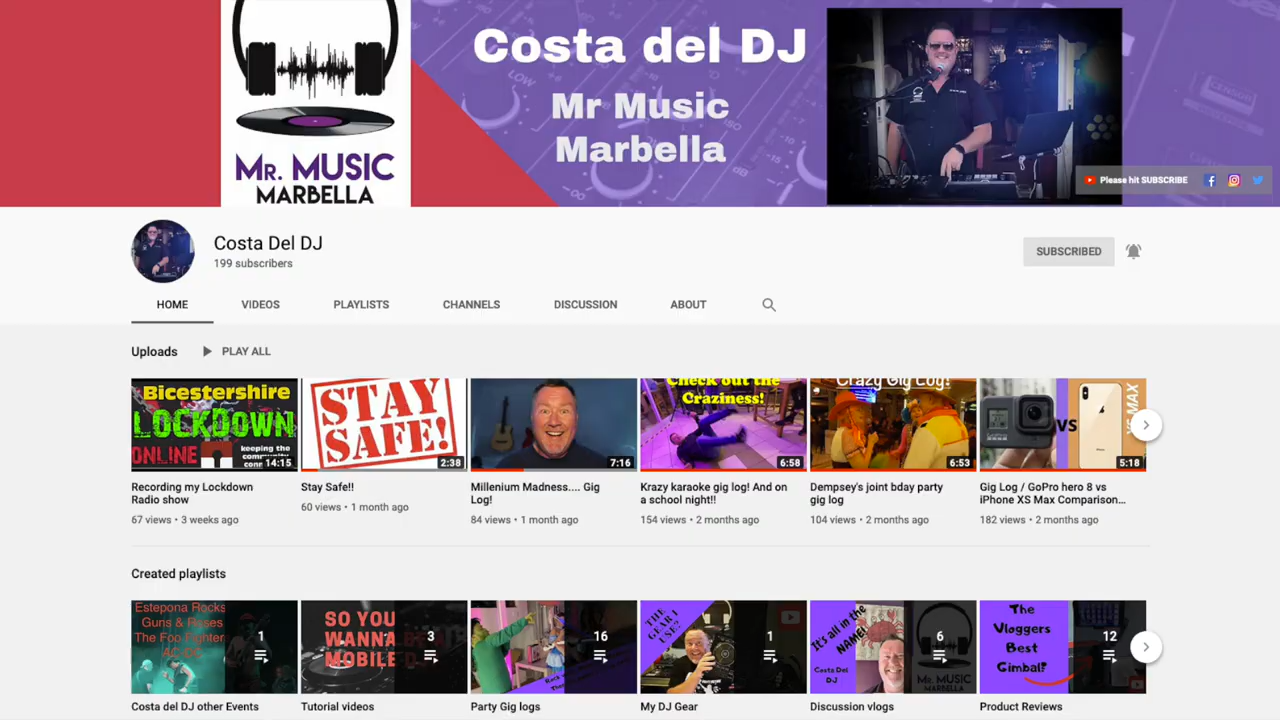 Costa del DJ
Mr Music
Marbella
MR. MUSIC
MARBELLA
Please hit SUBSCRIBE
Costa Del DJ
199 subscribers
SUBSCRIBED
HOME
VIDEOS
PLAYLISTS
CHANNELS
DISCUSSION
ABOUT
Uploads
PLAY ALL
Bicestershire
LOCKDOWN
ONLINE
keeping the
14:15
STAY
SAFE!
2:38
7:16
Check out the
Craziness!
6:58
Crazy Gig Log!
6:53
VS
XS MAX
5:18
Recording my Lockdown
Radio show
67 views • 3 weeks ago
Stay Safe!!
60 views • 1 month ago
Millenium Madness.... Gig
Log!
84 views • 1 month ago
Krazy karaoke gig log! And on
a school night!!
154 views • 2 months ago
Dempsey's joint bday party
gig log
104 views • 2 months ago
Gig Log / GoPro hero 8 vs
iPhone XS Max Comparison...
182 views • 2 months ago
Created playlists
Estepona Rocks
Guns & Roses
The Foo Fighter
AC-DC
1
SO YOU
WANNA BE A
MOBILE D
3
16
THE
GEAR I
USE?
1
It's all in the
NAME!
Costa Del
DJ
MR. MUSIC
MARBELLA
6
The
Vloggers
Best
Gimbal!
12
Costa del DJ other Events
Tutorial videos
Party Gig logs
My DJ Gear
Discussion vlogs
Product Reviews